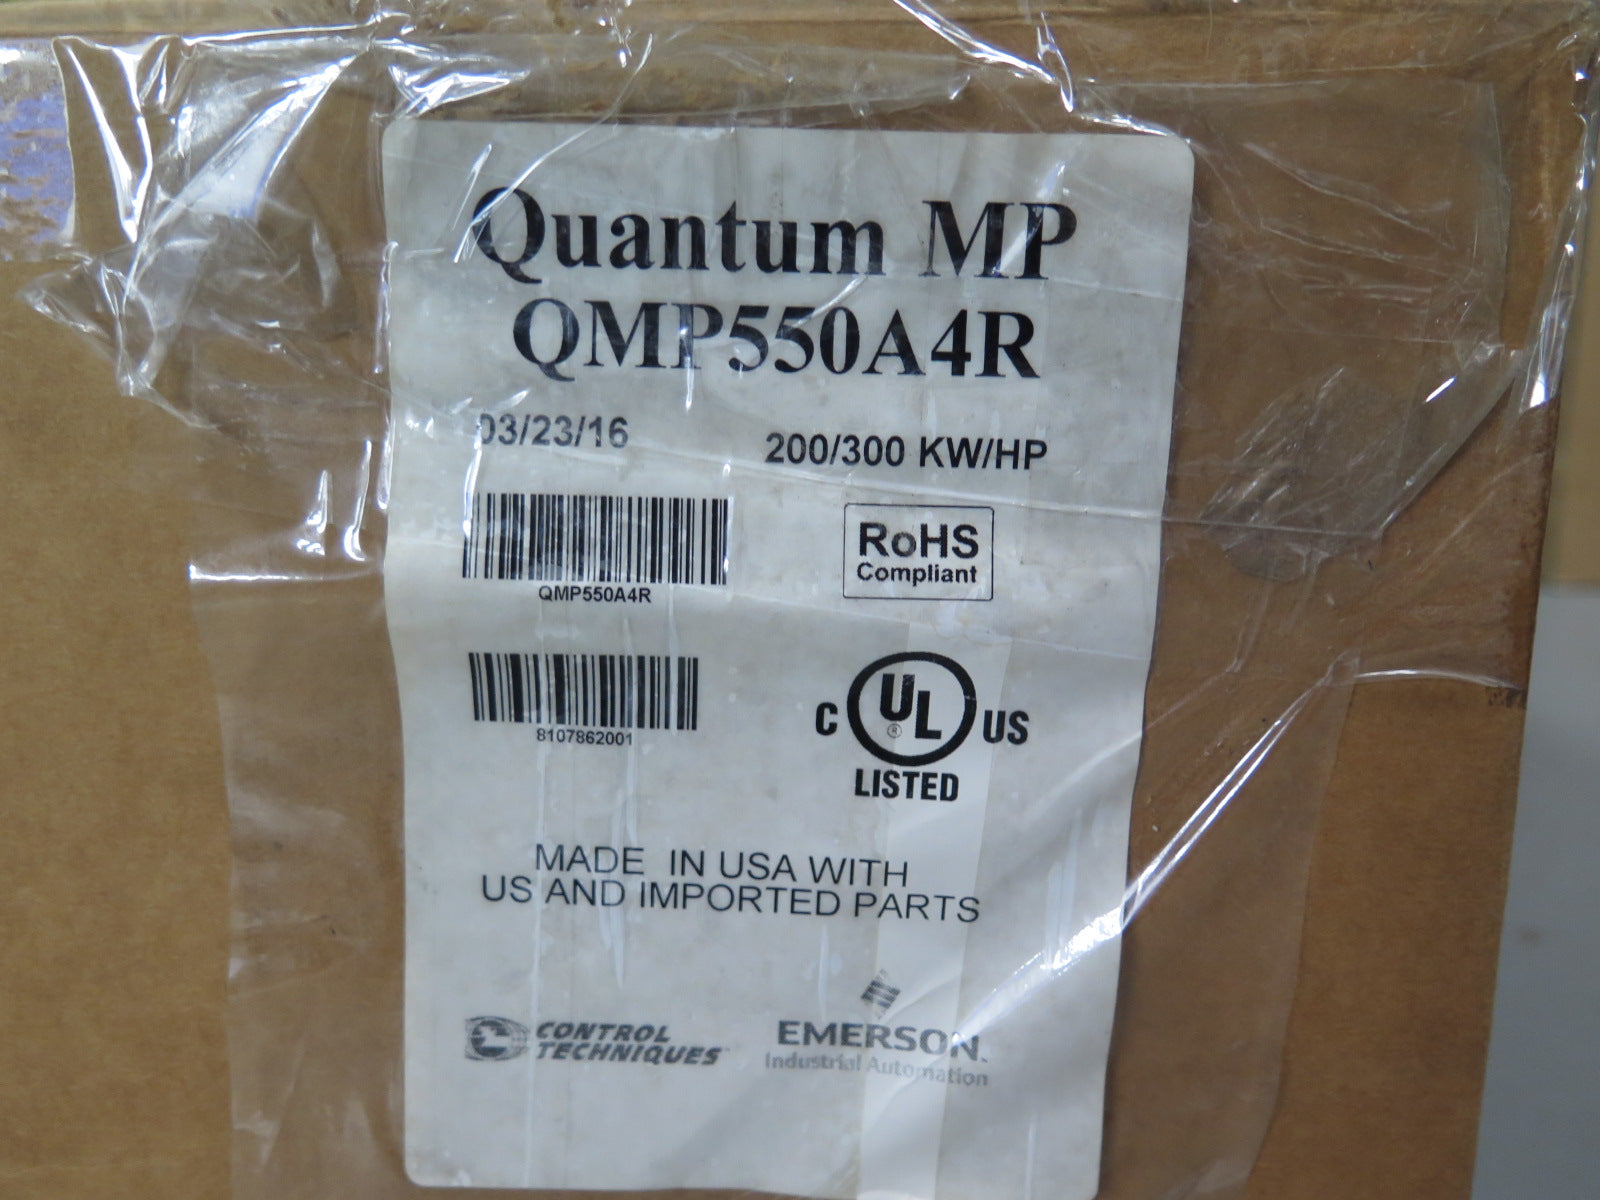 Quantum MP
QMP550A4R
03/23/16
200/300 KW/HP
QMP550A4R
RoHS
Compliant
8107862001
C UL US
®
LISTED
MADE IN USA WITH
US AND IMPORTED PARTS
CONTROL
TECHNIQUES
EMERSON.
Industrial Automation